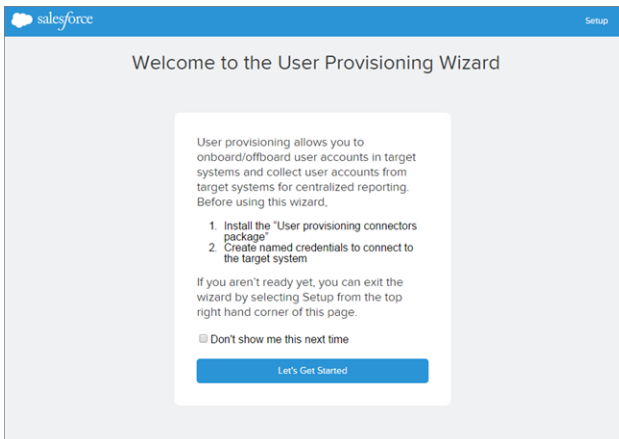 salesforce
Setup
Welcome to the User Provisioning Wizard
User provisioning allows you to
onboard/offboard user accounts in target
systems and collect user accounts from
target systems for centralized reporting.
Before using this wizard,
1. Install the "User provisioning connectors
package"
2. Create named credentials to connect to
the target system
If you aren't ready yet, you can exit the
wizard by selecting Setup from the top
right hand corner of this page.
Don't show me this next time
Let's Get Started